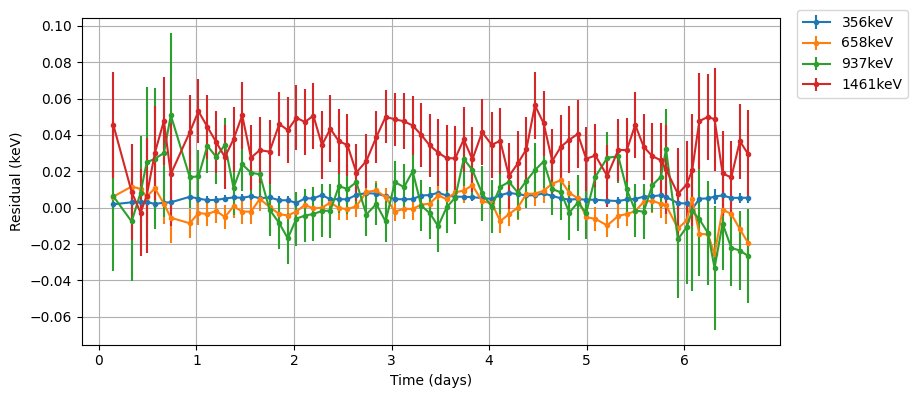 356keV
658keV
937keV
1461keV
Residual (keV)
0.10
0.08
0.06
0.04
0.02
0.00
−0.02
−0.04
−0.06
0 1 2 3 4 5 6
Time (days)